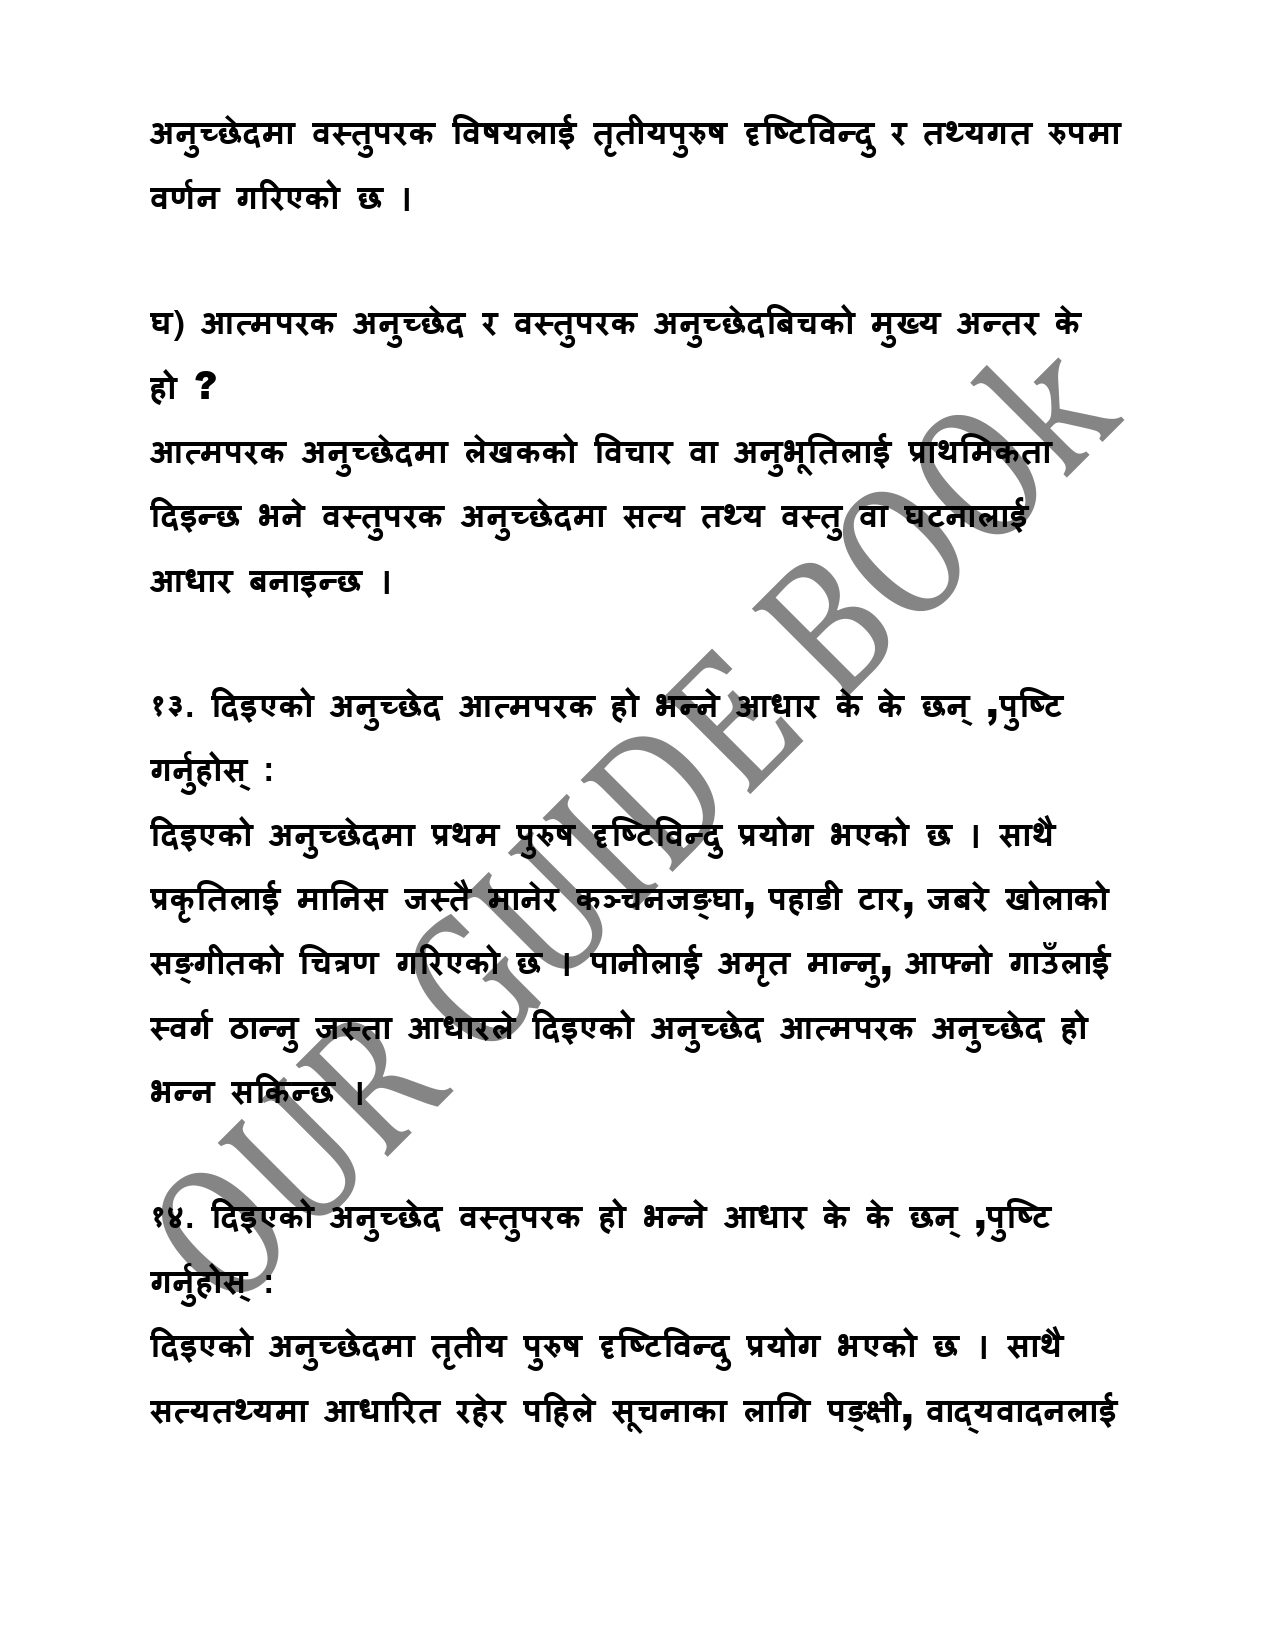 अनुच्छेदमा वस्तुपरक विषयलाई तृतीयपुरुष दृष्टिविन्दु र तथ्यगत रुपमा
वर्णन गरिएको छ ।
घ) आत्मपरक अनुच्छेद र वस्तुपरक अनुच्छेदबिचको मुख्य अन्तर के
हो ?
आत्मपरक अनुच्छेदमा लेखकको विचार वा अनुभूतिलाई प्राथमिकता
दिइन्छ भने वस्तुपरक अनुच्छेदमा सत्य तथ्य वस्तु वा घटनालाई
आधार बनाइन्छ ।
१३. दिइएको अनुच्छेद आत्मपरक हो भन्ने आधार के के छन् ,पुष्टि
गर्नुहोस् :
दिइएको अनुच्छेदमा प्रथम पुरुष दृष्टिविन्दु प्रयोग भएको छ । साथै
प्रकृतिलाई मानिस जस्तै मानेर कञ्चनजङ्घा, पहाडी टार, जबरे खोलाको
सङ्गीतको चित्रण गरिएको छ । पानीलाई अमृत मान्नु, आफ्नो गाउँलाई
स्वर्ग ठान्नु जस्ता आधारले दिइएको अनुच्छेद आत्मपरक अनुच्छेद हो
भन्न सकिन्छ ।
१४. दिइएको अनुच्छेद वस्तुपरक हो भन्ने आधार के के छन् ,पुष्टि
गर्नुहोस् :
दिइएको अनुच्छेदमा तृतीय पुरुष दृष्टिविन्दु प्रयोग भएको छ । साथै
सत्यतथ्यमा आधारित रहेर पहिले सूचनाका लागि पङ्क्षी, वाद्यवादनलाई
OUR GUIDE BOOk